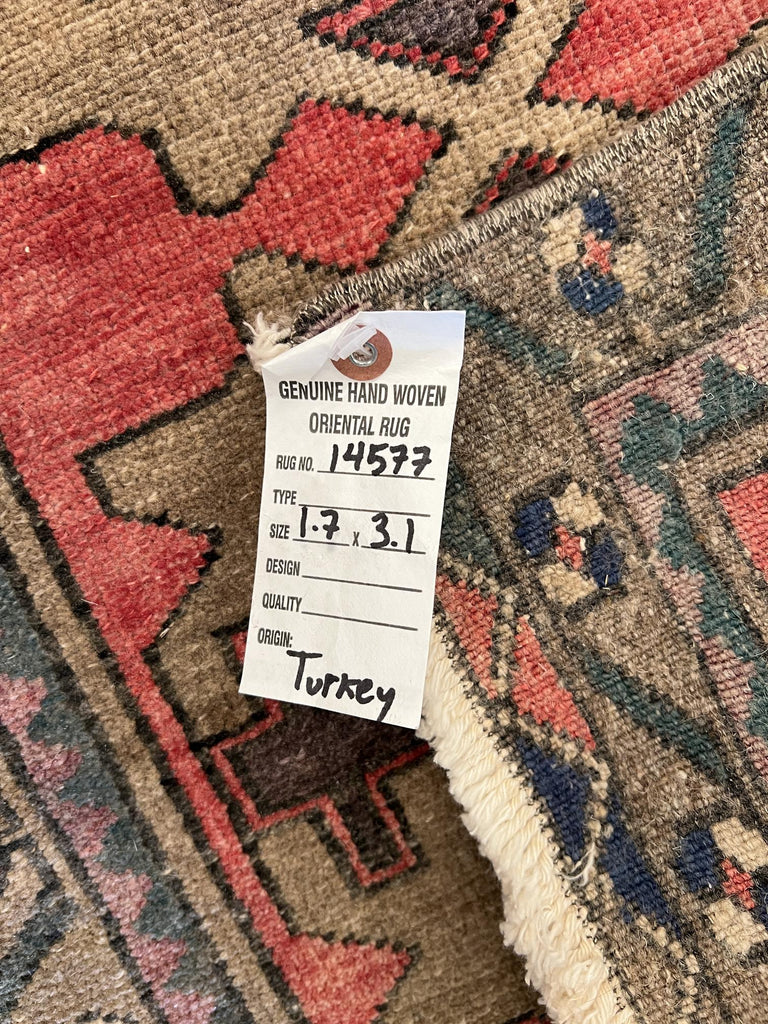 GENUINE HAND WOVEN
ORIENTAL RUG
RUG NO. 14577
TYPE
SIZE 1.7 x 3.1
DESIGN
QUALITY
ORIGIN:
Turkey